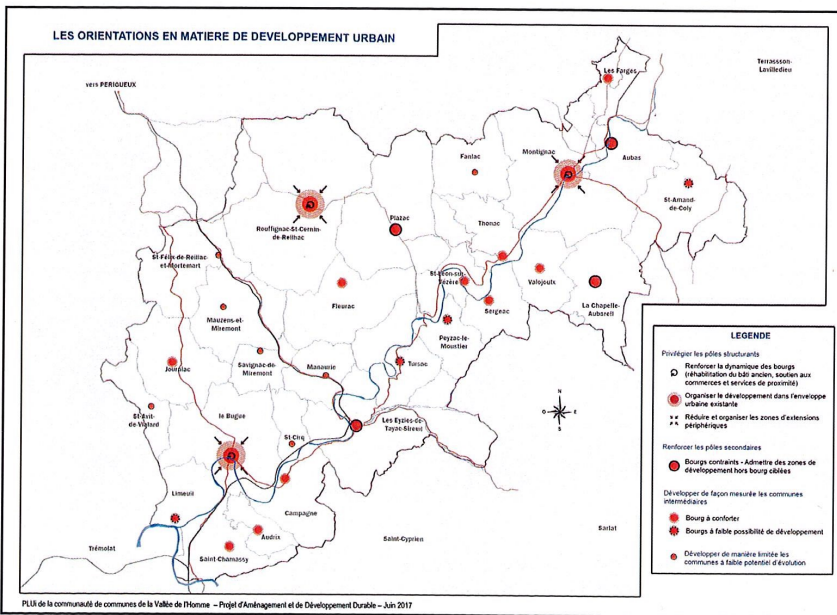 LES ORIENTATIONS EN MATIERE DE DEVELOPPEMENT URBAIN
Terrasson-
Lavilledieu
Les Farges
vers PERIGUEUX
Montignac
Aubas
Fanlac
St-Amand-
de-Coly
Plazac
Thonac
Rouffignac-St-Cernin-
de-Reilhac
St-Félix-de-Reillac
-et-Mortemart
St-Léon-sur-
Vézère
Valojoulx
Fleurac
Sergeac
La Chapelle-
Aubareil
Mauzens-et-
Miremont
Peyzac-le-
Moustier
Savignac-de-
Miremont
Manaurie
Tursac
Journiac
St-Avit-
de-Vialard
le Bugue
St-Cirq
Les Eyzies-de-
Tayac-Sireuil
N
O
E
S
Limeuil
Campagne
Audrix
Saint-Cyprien
Sarlat
Trémolat
Saint-Chamassy
LEGENDE
Privilégier les pôles structurants
Renforcer la dynamique des bourgs
(réhabilitation du bâti ancien, soutien aux
commerces et services de proximité)
Organiser le développement dans l'enveloppe
urbaine existante
Réduire et organiser les zones d'extensions
périphériques
Renforcer les pôles secondaires
Bourgs contraints - Admettre des zones de
développement hors bourg ciblées
Développer de façon mesurée les communes
intermédiaires
Bourg à conforter
Bourgs à faible possibilité de développement
Développer de manière limitée les
communes à faible potentiel d'évolution
PLUi de la communauté de communes de la Vallée de l'Homme – Projet d'Aménagement et de Développement Durable – Juin 2017